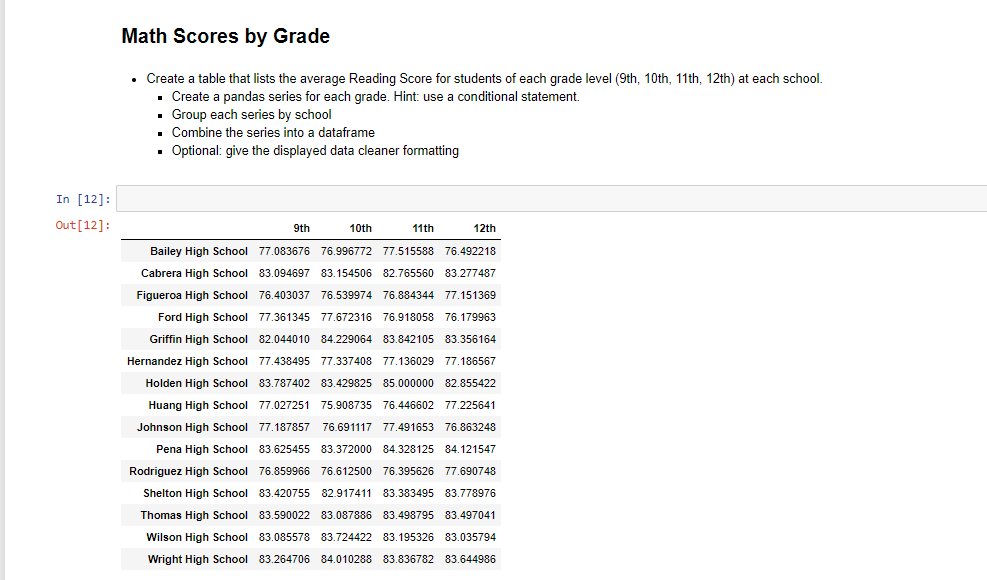 Math Scores by Grade
• Create a table that lists the average Reading Score for students of each grade level (9th, 10th, 11th, 12th) at each school.
▪ Create a pandas series for each grade. Hint: use a conditional statement.
▪ Group each series by school
▪ Combine the series into a dataframe
▪ Optional: give the displayed data cleaner formatting
In [12]:
Out[12]:
9th 10th 11th 12th
Bailey High School 77.083676 76.996772 77.515588 76.492218
Cabrera High School 83.094697 83.154506 82.765560 83.277487
Figueroa High School 76.403037 76.539974 76.884344 77.151369
Ford High School 77.361345 77.672316 76.918058 76.179963
Griffin High School 82.044010 84.229064 83.842105 83.356164
Hernandez High School 77.438495 77.337408 77.136029 77.186567
Holden High School 83.787402 83.429825 85.000000 82.855422
Huang High School 77.027251 75.908735 76.446602 77.225641
Johnson High School 77.187857 76.691117 77.491653 76.863248
Pena High School 83.625455 83.372000 84.328125 84.121547
Rodriguez High School 76.859966 76.612500 76.395626 77.690748
Shelton High School 83.420755 82.917411 83.383495 83.778976
Thomas High School 83.590022 83.087886 83.498795 83.497041
Wilson High School 83.085578 83.724422 83.195326 83.035794
Wright High School 83.264706 84.010288 83.836782 83.644986